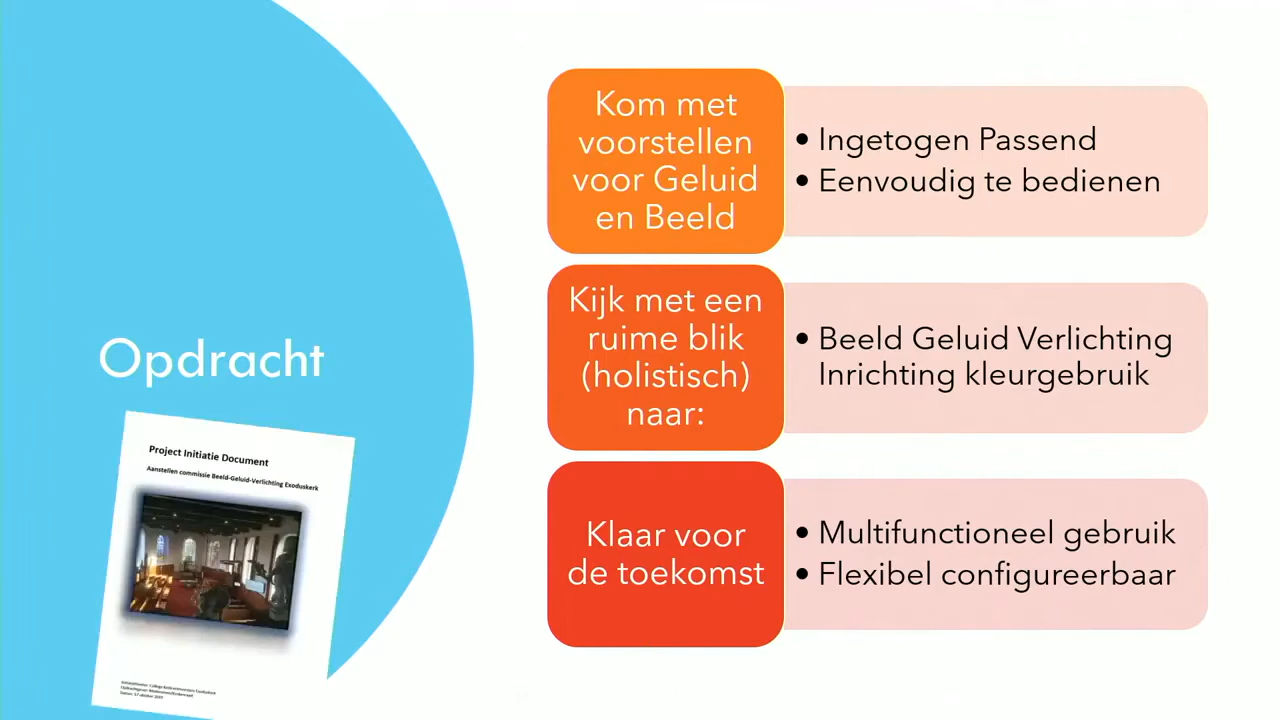 Opdracht
Project Initiatie Document
Aanstellen commissie Beeld-Geluid-Verlichting Exoduskerk
Kom met
voorstellen
voor Geluid
en Beeld
• Ingetogen Passend
• Eenvoudig te bedienen
Kijk met een
ruime blik
(holistisch)
naar:
• Beeld Geluid Verlichting
Inrichting kleurgebruik
Klaar voor
de toekomst
• Multifunctioneel gebruik
• Flexibel configureerbaar